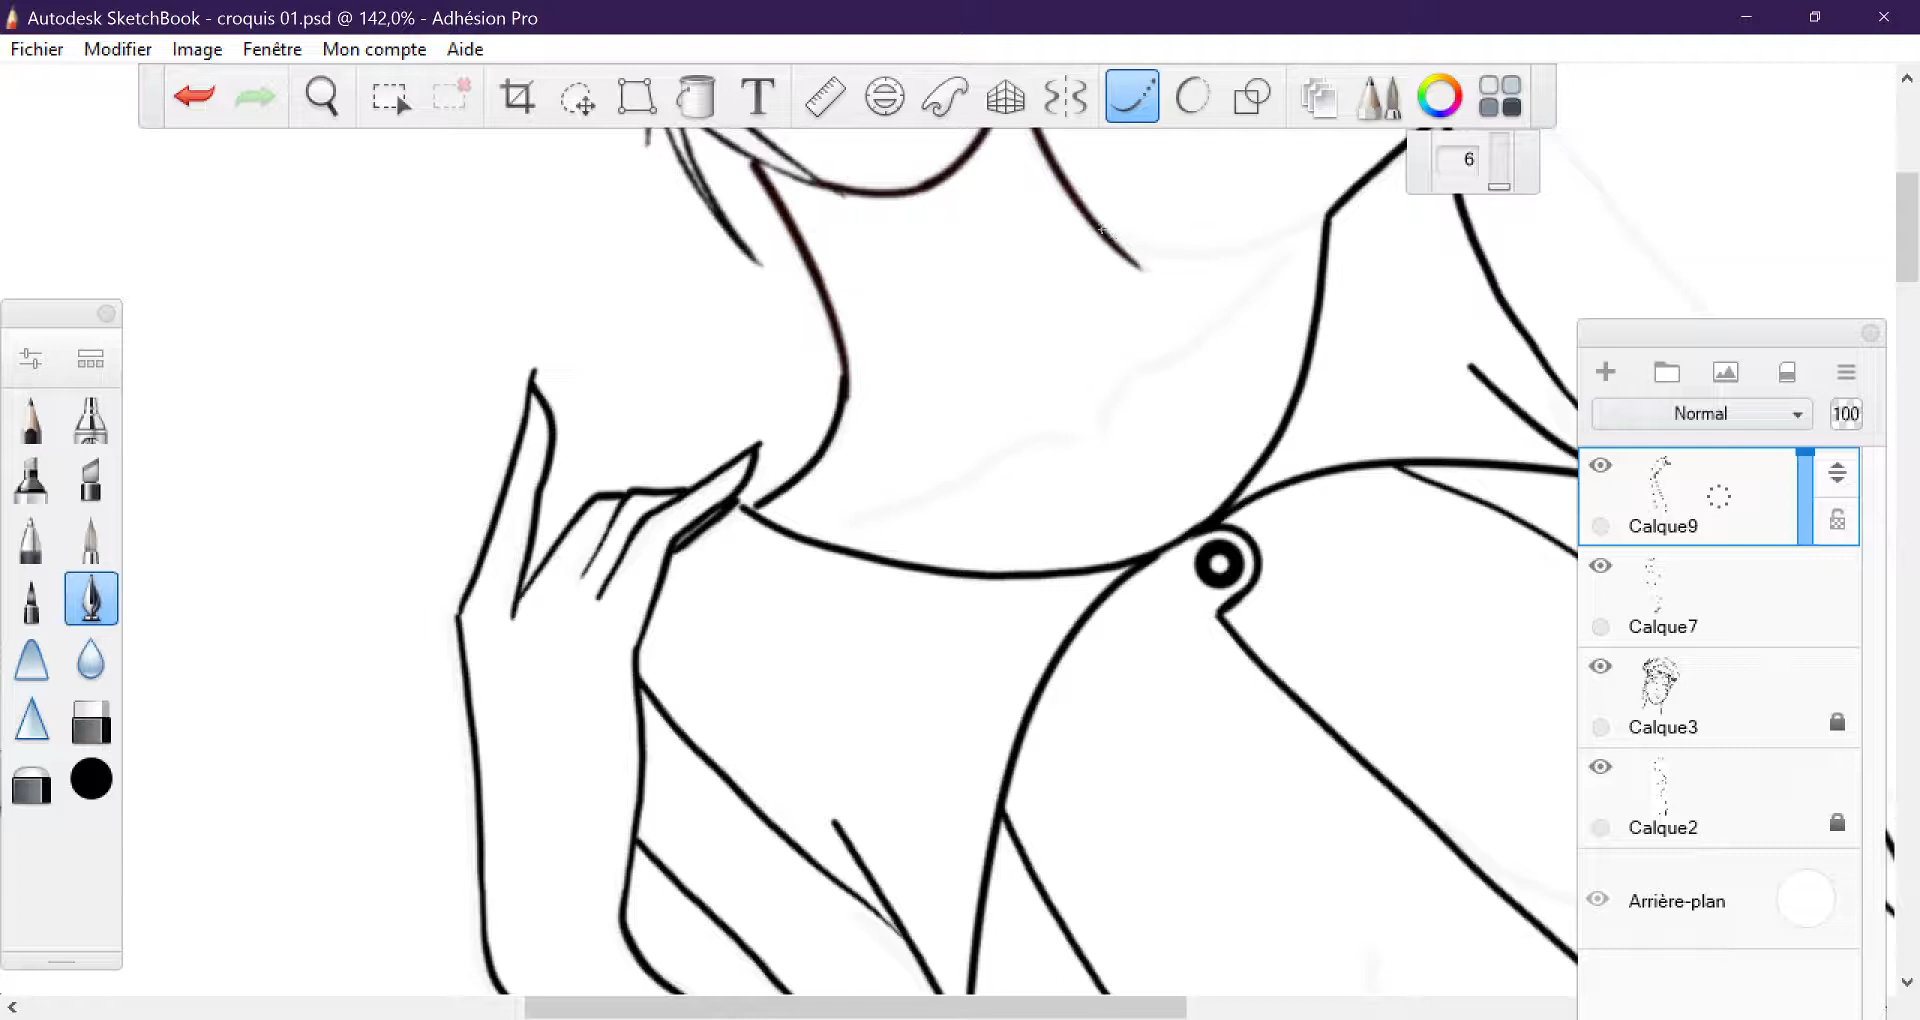 Autodesk SketchBook - croquis 01.psd @ 142,0% - Adhésion Pro
Fichier Modifier Image Fenêtre Mon compte Aide
T
6
Normal 100
Calque9
Calque7
Calque3
Calque2
Arrière-plan